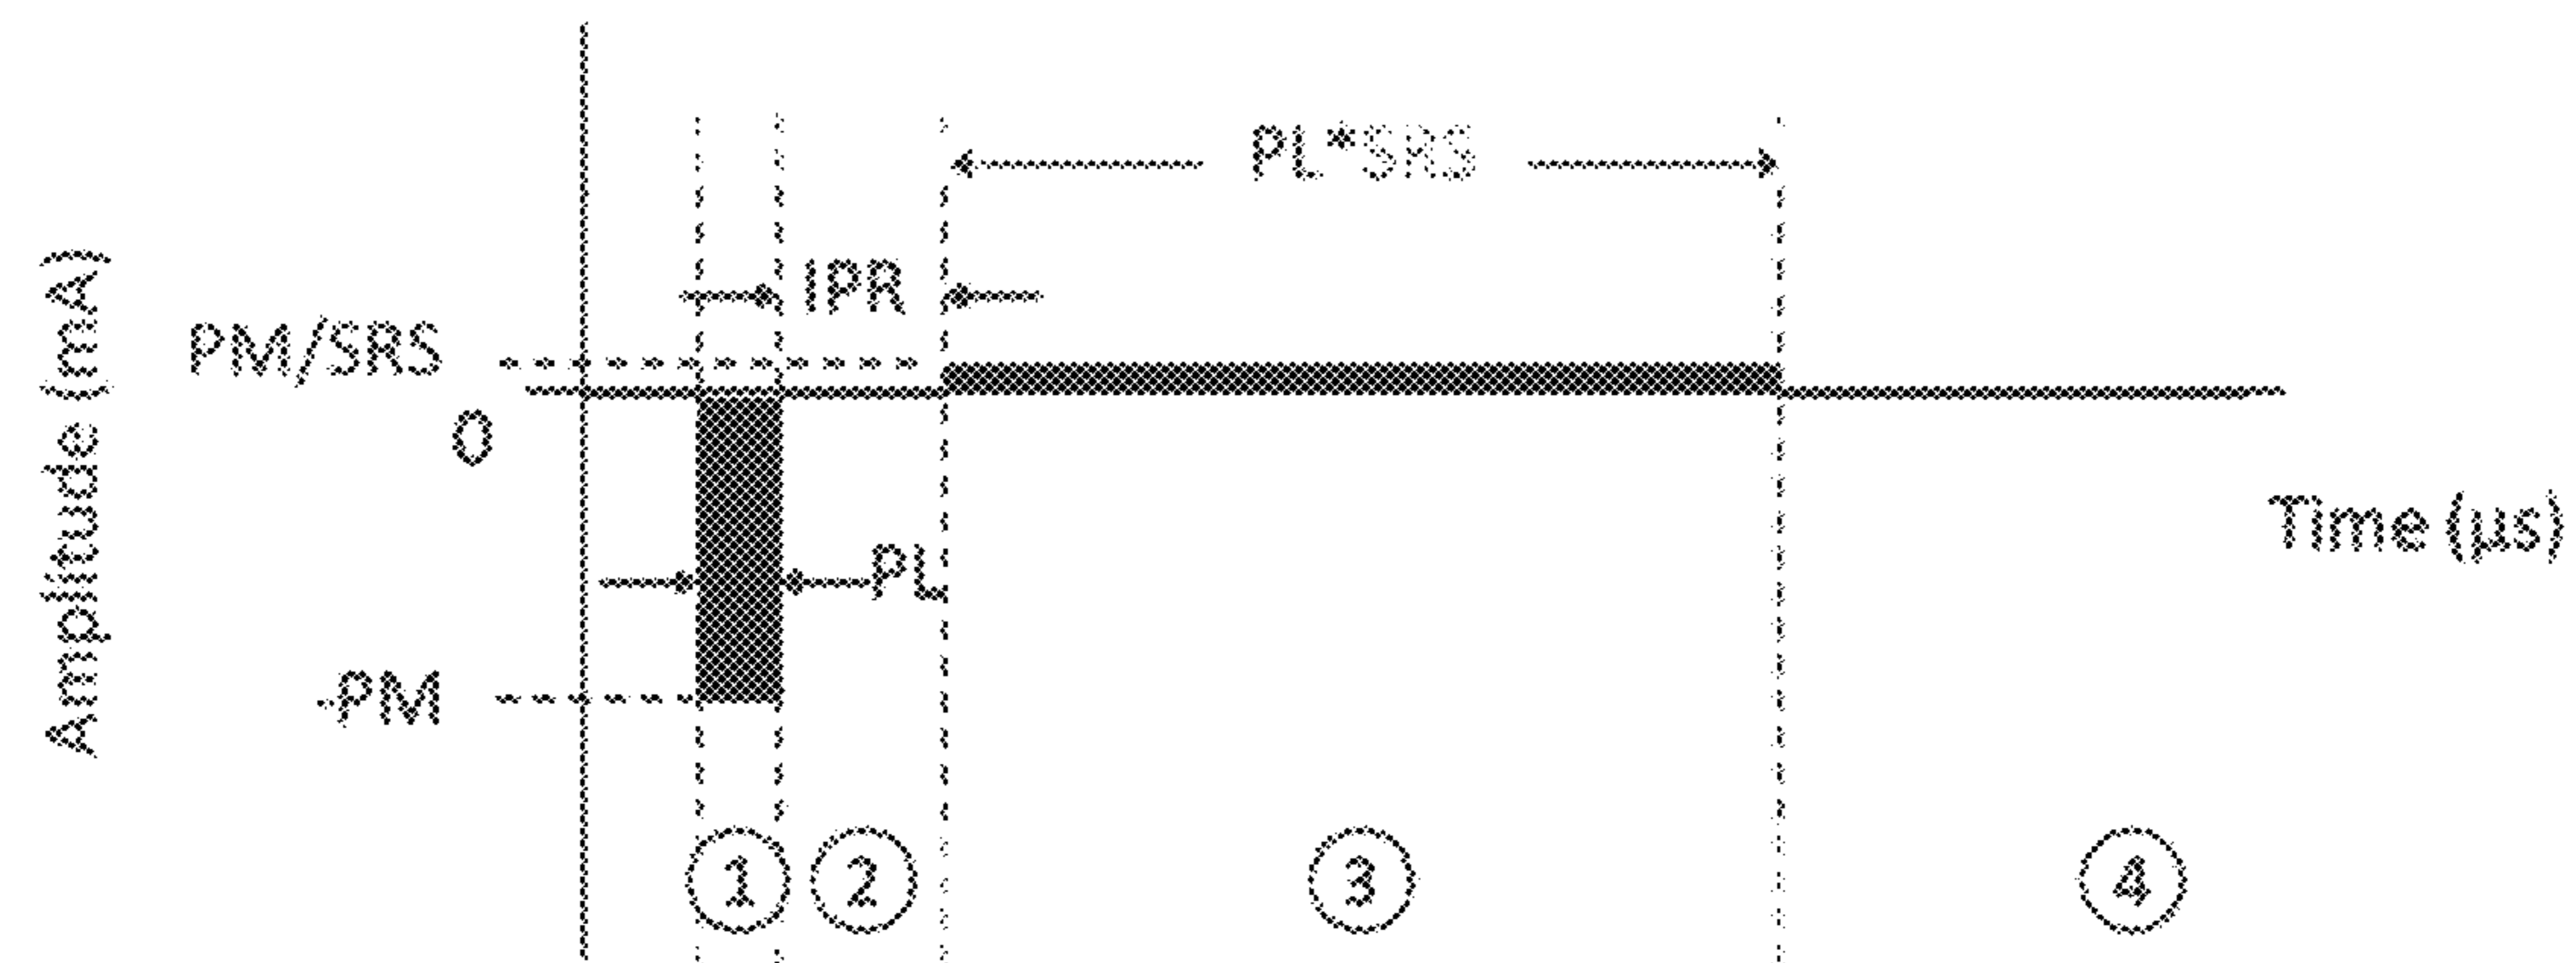 PL*SRS
IPR
PM/SRS
0
PL
-PM
Amplitude (mA)
Time (μs)
1
2
3
4